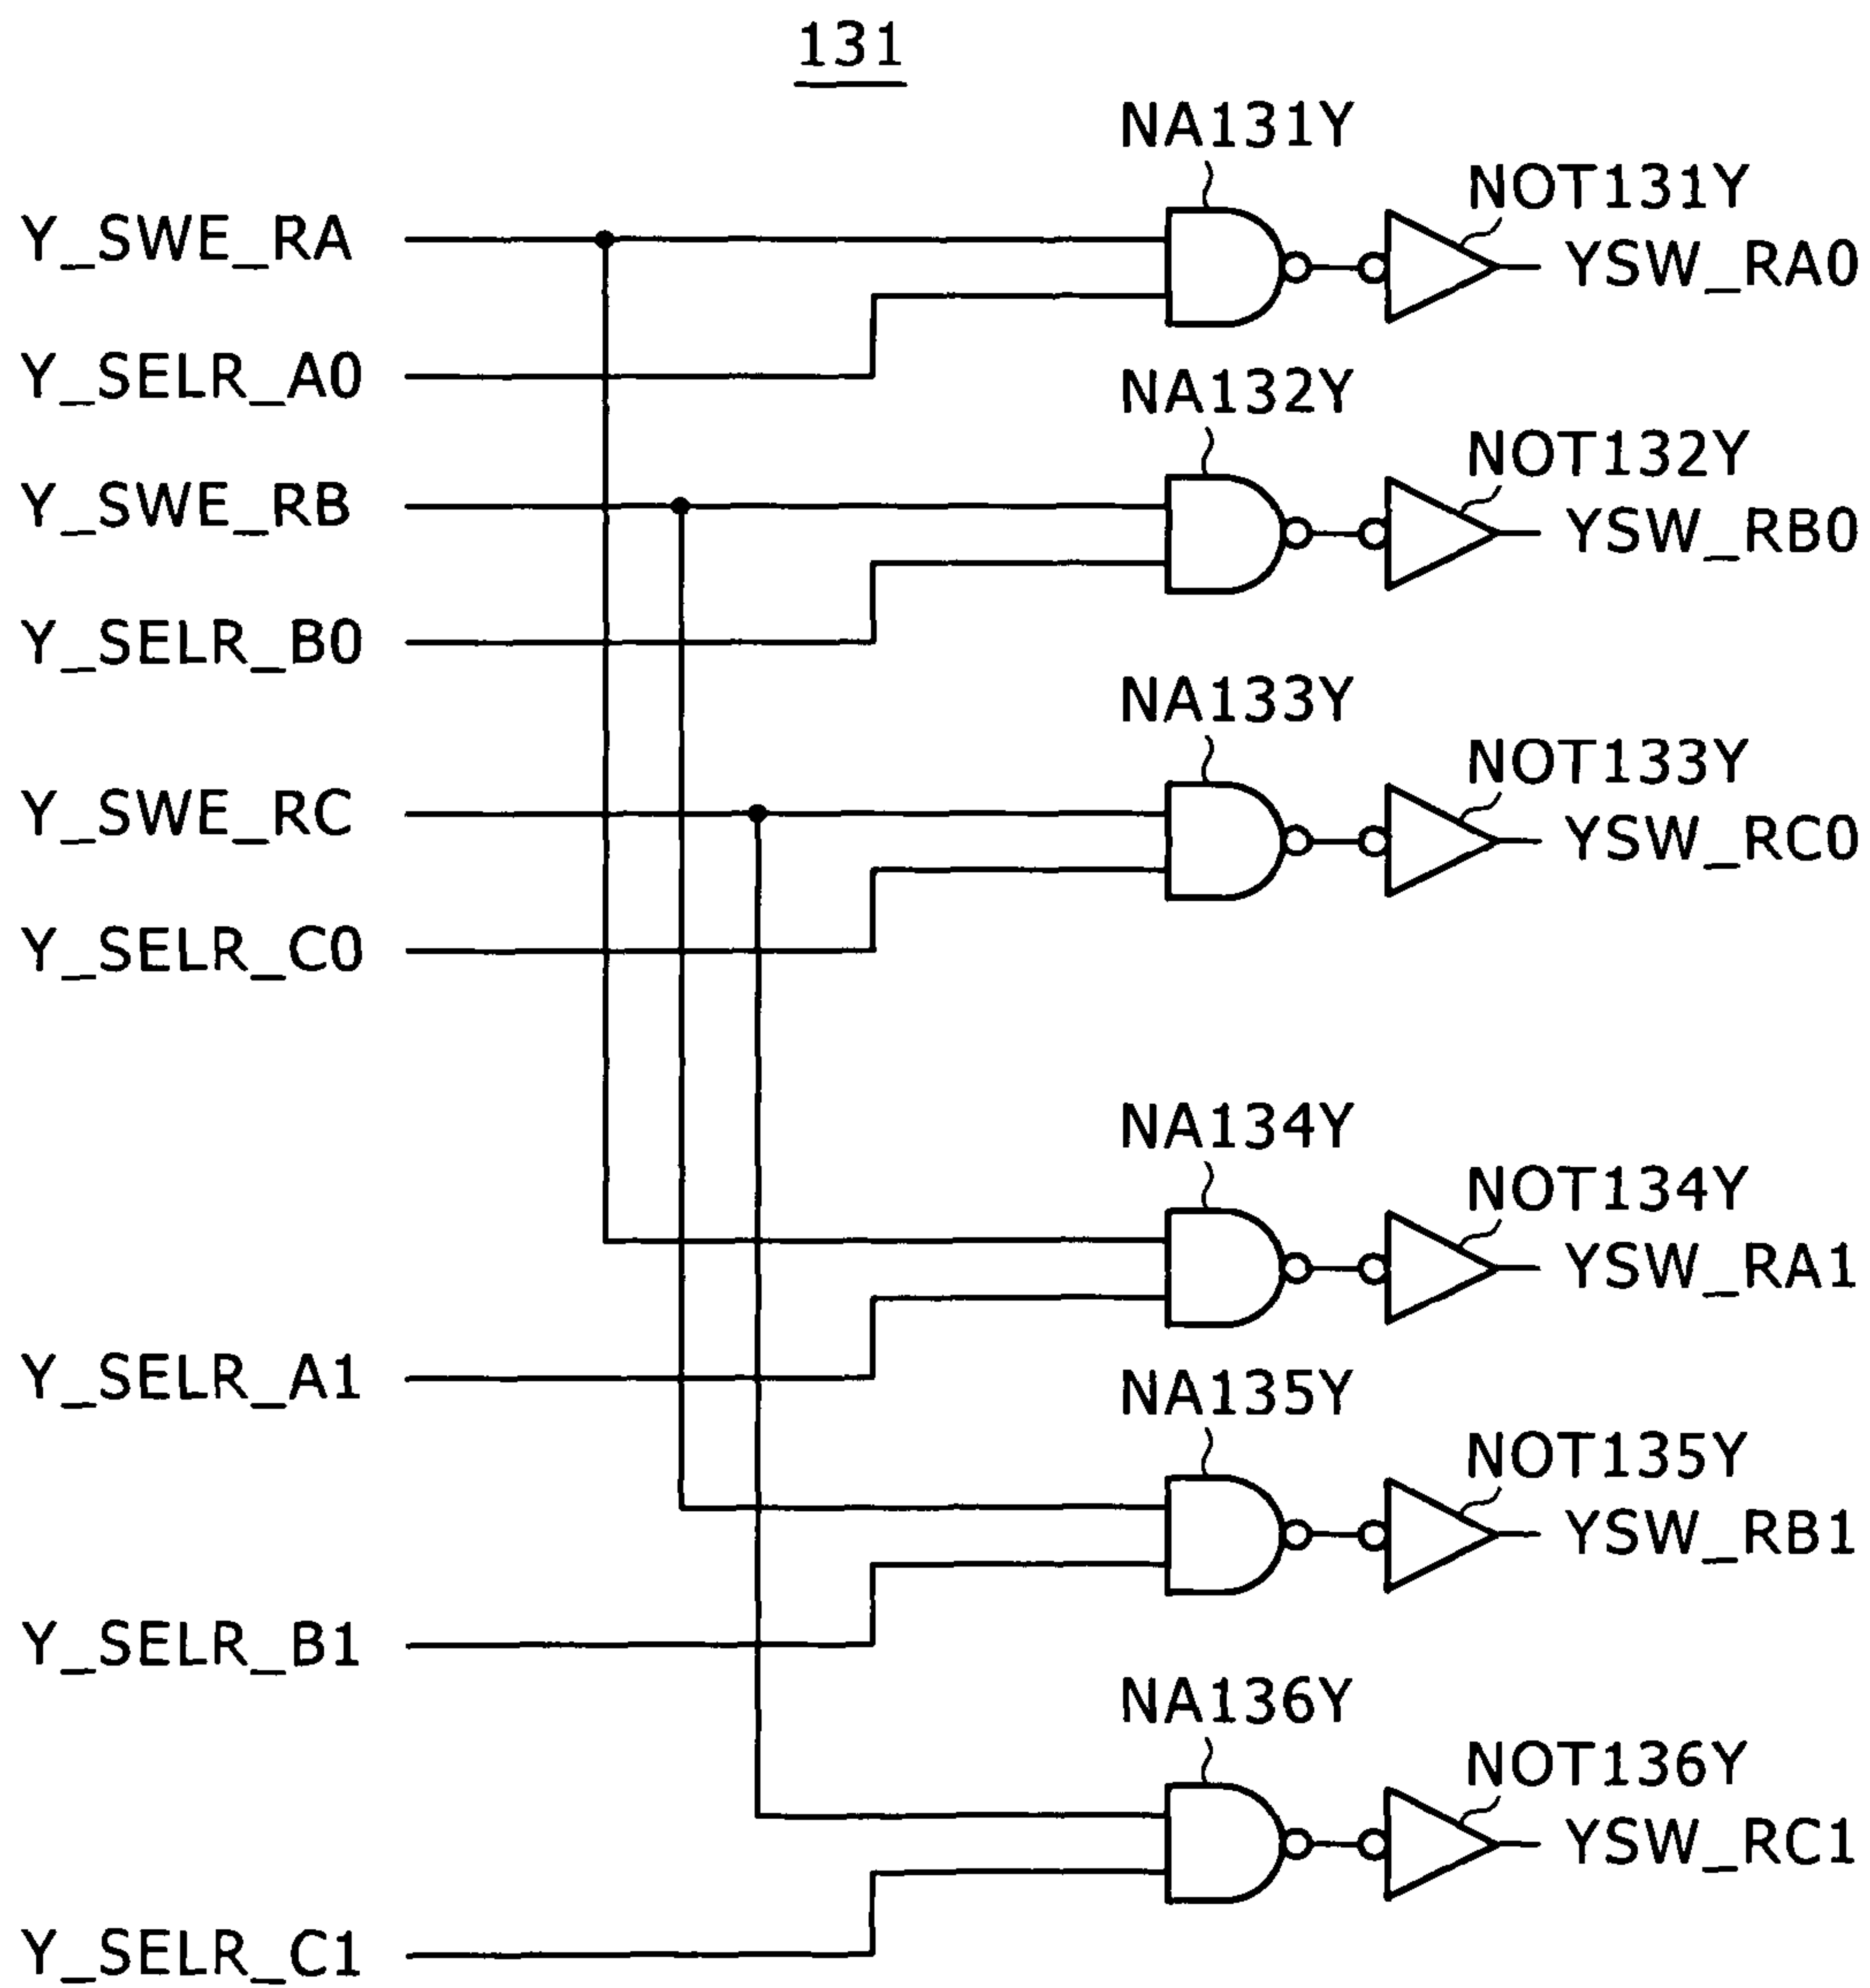 131
NA131Y
NOT131Y
Y_SWE_RA
YSW_RA0
Y_SELR_A0
NA132Y
NOT132Y
Y_SWE_RB
YSW_RB0
Y_SELR_B0
NA133Y
NOT133Y
Y_SWE_RC
YSW_RC0
Y_SELR_C0
NA134Y
NOT134Y
YSW_RA1
Y_SELR_A1
NA135Y
NOT135Y
YSW_RB1
Y_SELR_B1
NA136Y
NOT136Y
YSW_RC1
Y_SELR_C1